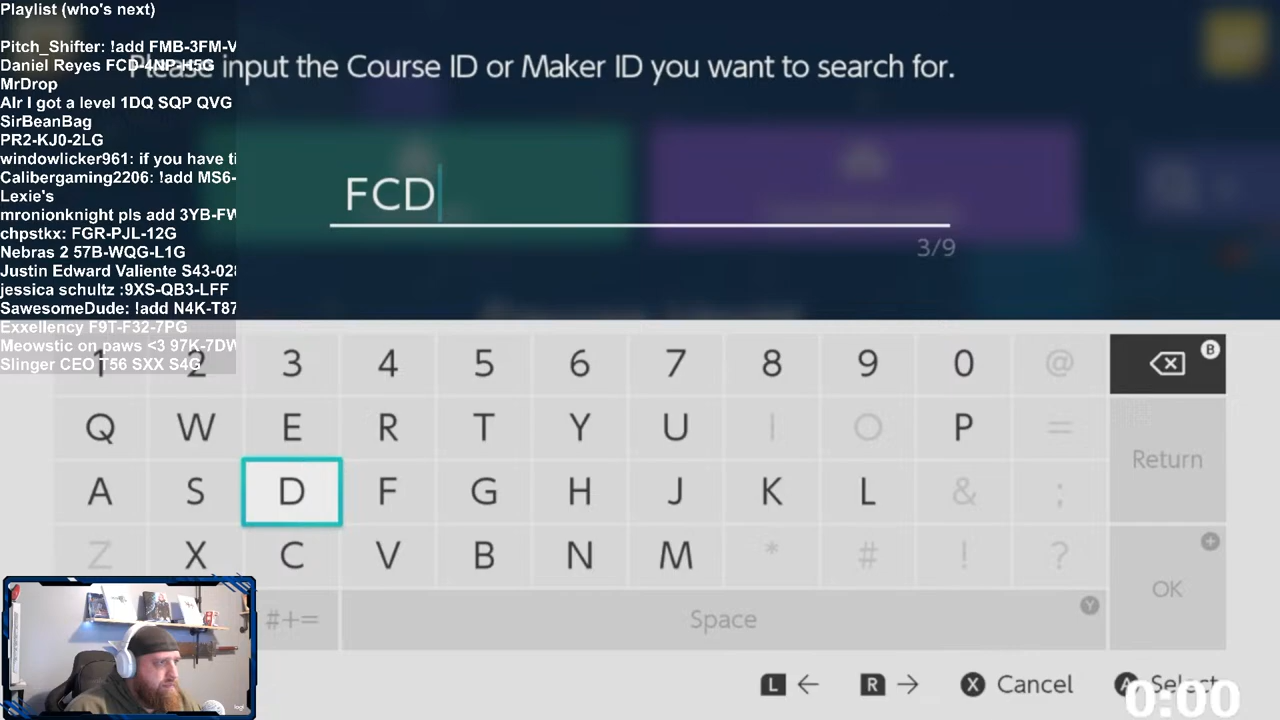 Playlist (who's next)
Pitch_Shifter: !add FMB-3FM-V
Daniel Reyes FCD-4NP-H5G
MrDrop
Alr I got a level 1DQ SQP QVG
SirBeanBag
PR2-KJ0-2LG
windowlicker961: if you have ti
Calibergaming2206: !add MS6-
Lexie's
mronionknight pls add 3YB-FW
chpstkx: FGR-PJL-12G
Nebras 2 57B-WQG-L1G
Justin Edward Valiente S43-028
jessica schultz :9XS-QB3-LFF
SawesomeDude: !add N4K-T87
Exxellency F9T-F32-7PG
Meowstic on paws <3 97K-7DW
Slinger CEO T56 SXX S4G
Please input the Course ID or Maker ID you want to search for.
FCD
3/9
1 2 3 4 5 6 7 8 9 0 @ B
Q W E R T Y U I O P =
Return
A S D F G H J K L & ;
Z X C V B N M * # ! ? +
OK
#+= Space Y
L ← R → X Cancel A Select
0:00
logi